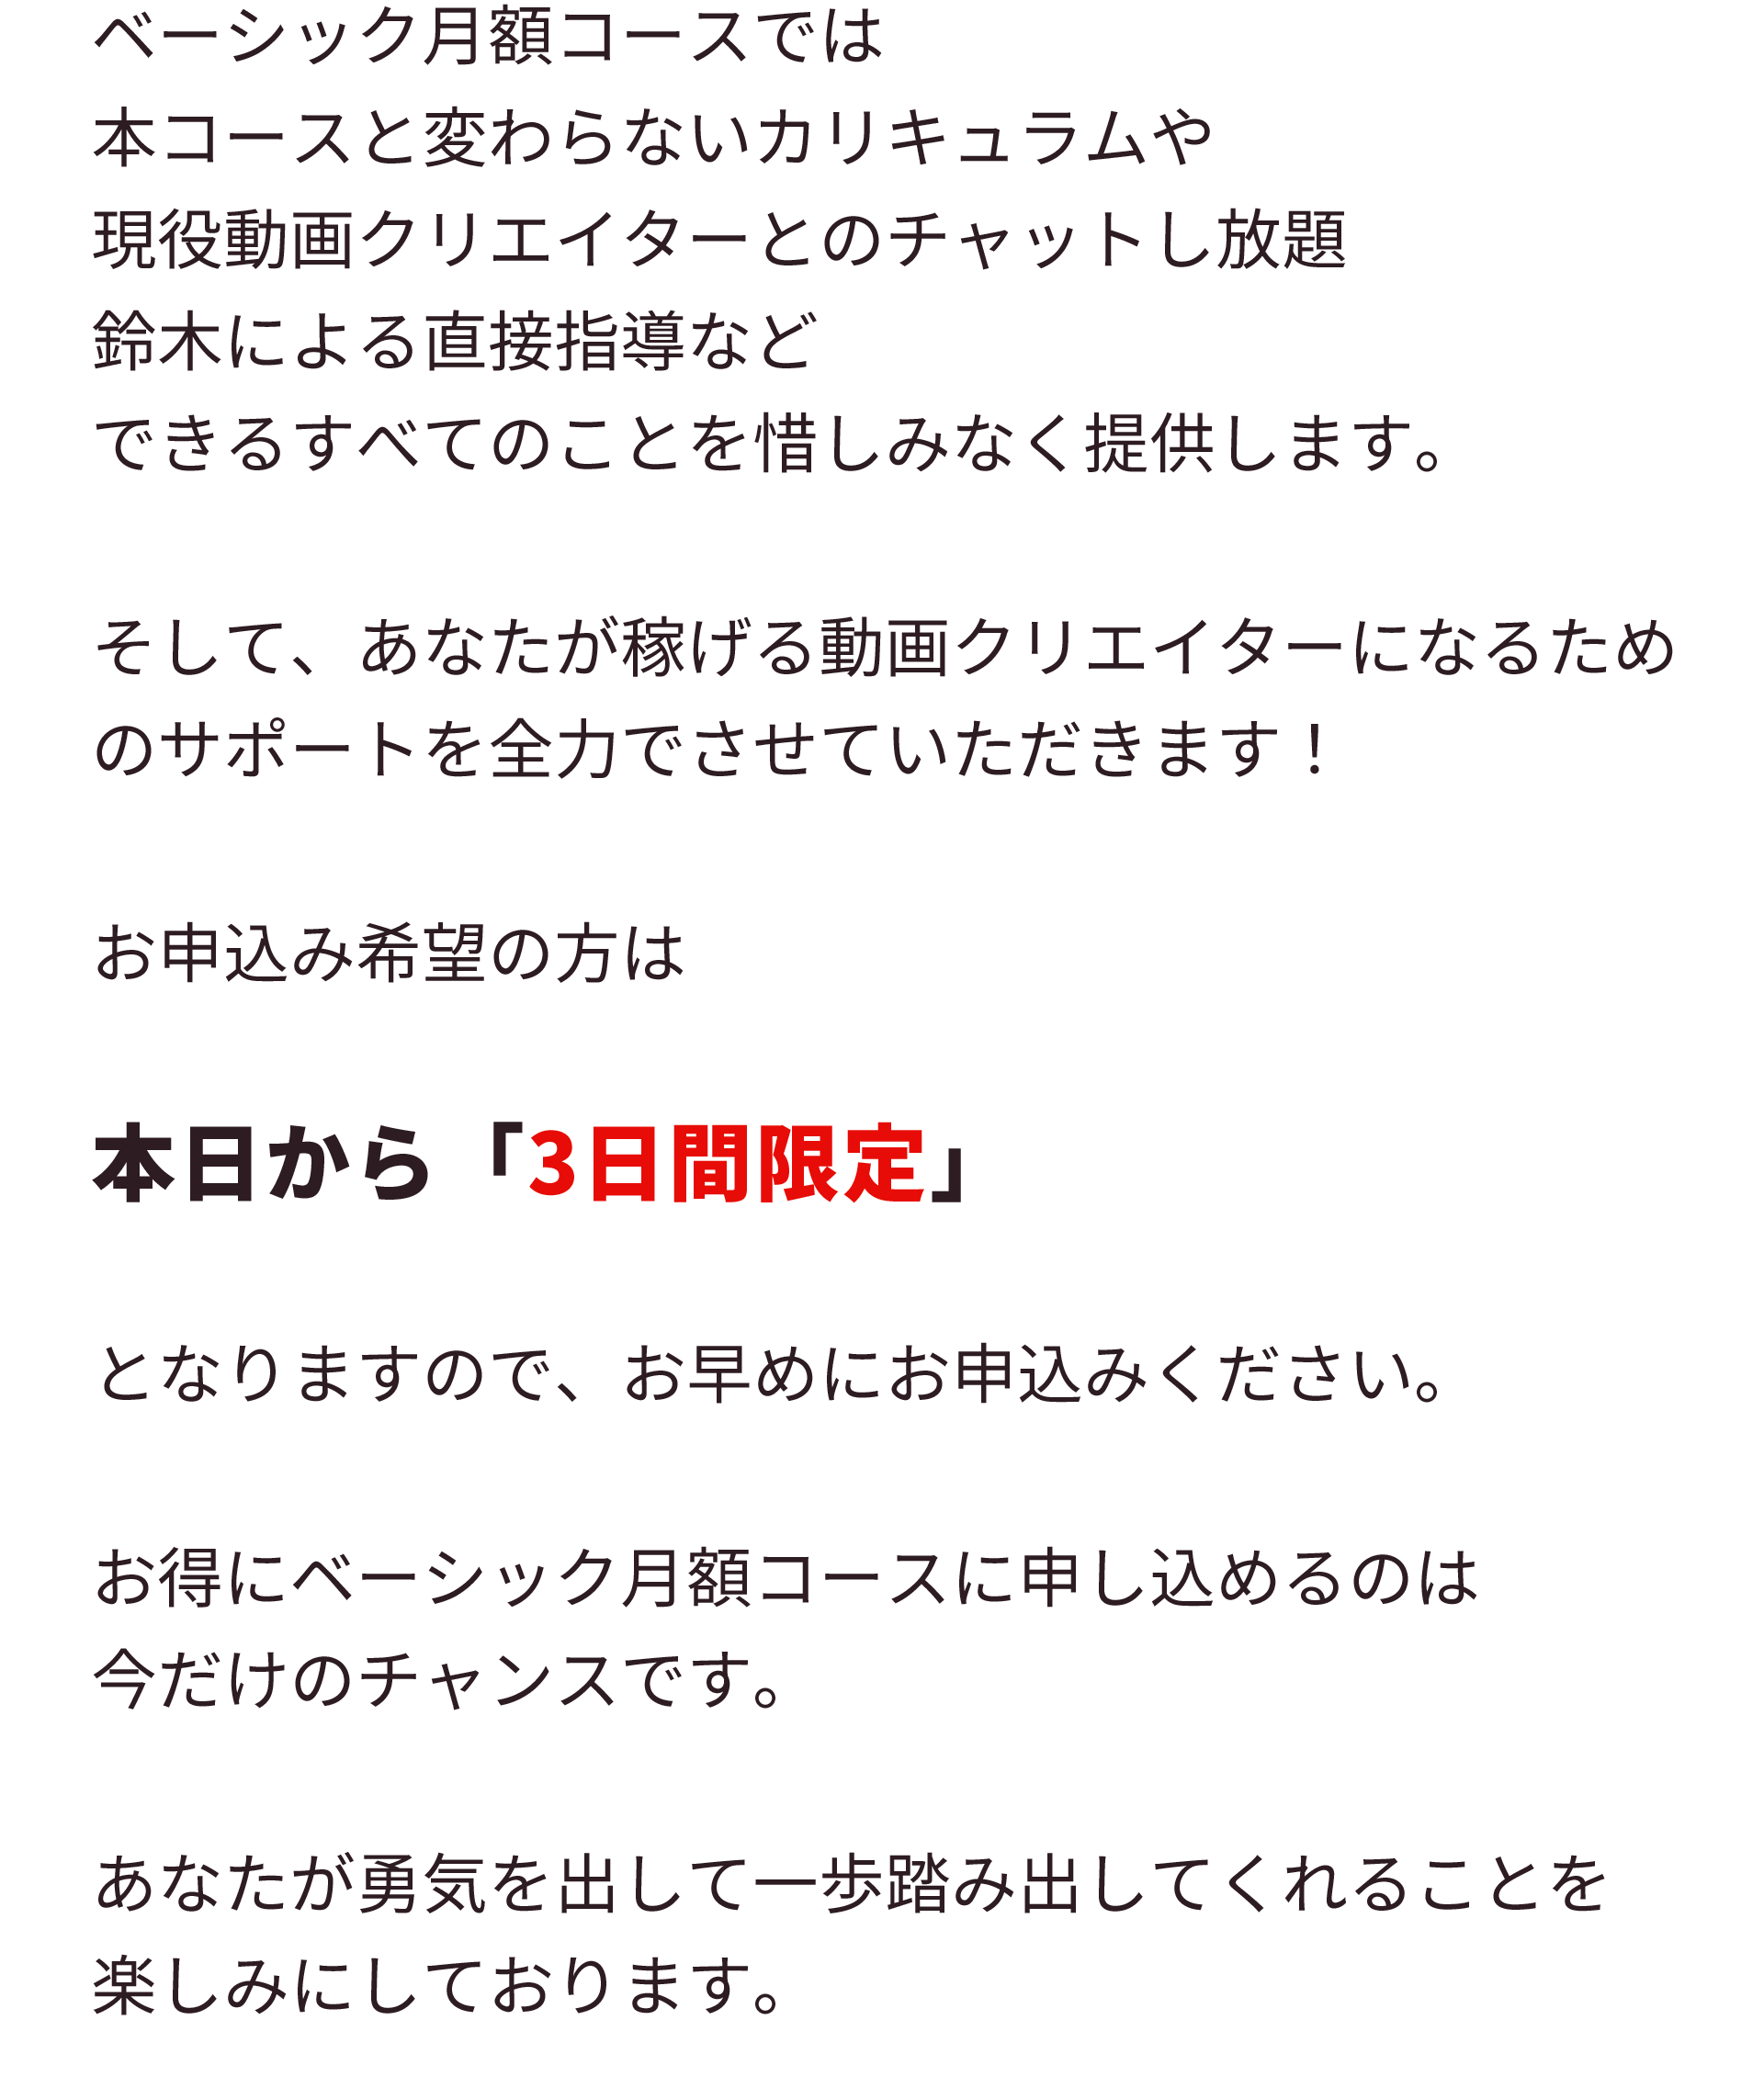 ベーシック月額コースでは
本コースと変わらないカリキュラムや
現役動画クリエイターとのチャットし放題
鈴木による直接指導など
できるすべてのことを惜しみなく提供します。
そして、あなたが稼げる動画クリエイターになるため
のサポートを全力でさせていただきます！
お申込み希望の方は
本日から「3日間限定」
となりますので、お早めにお申込みください。
お得にベーシック月額コースに申し込めるのは
今だけのチャンスです。
あなたが勇気を出して一歩踏み出してくれることを
楽しみにしております。